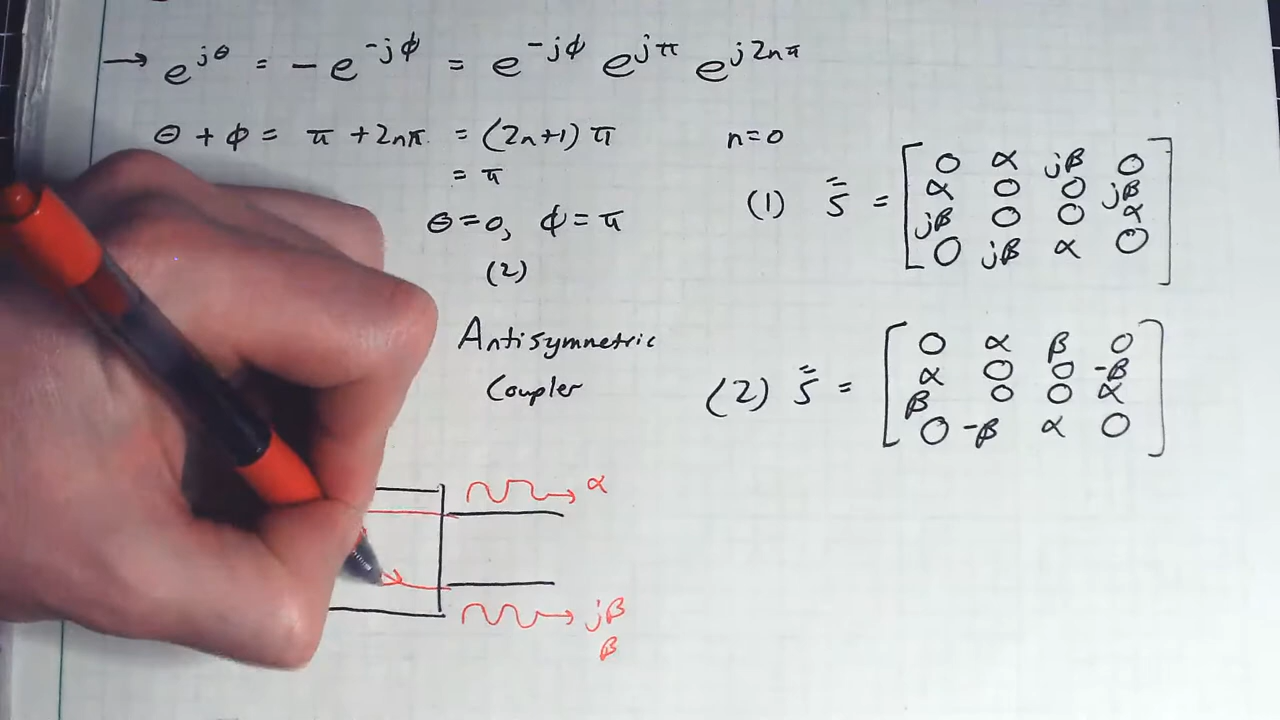 → e^{jθ} = -e^{-jϕ} = e^{-jϕ} e^{jπ} e^{j2nπ}
θ + ϕ = π + 2nπ = (2n+1) π
= π
θ=0, ϕ=π
(2)
Antisymmetric
Coupler
n=0
(1) S̿ =
0 α jβ 0
α 0 0 jβ
jβ 0 0 α
0 jβ α 0
(2) S̿ =
0 α β 0
α 0 0 -β
β 0 0 α
0 -β α 0
α
jβ
β